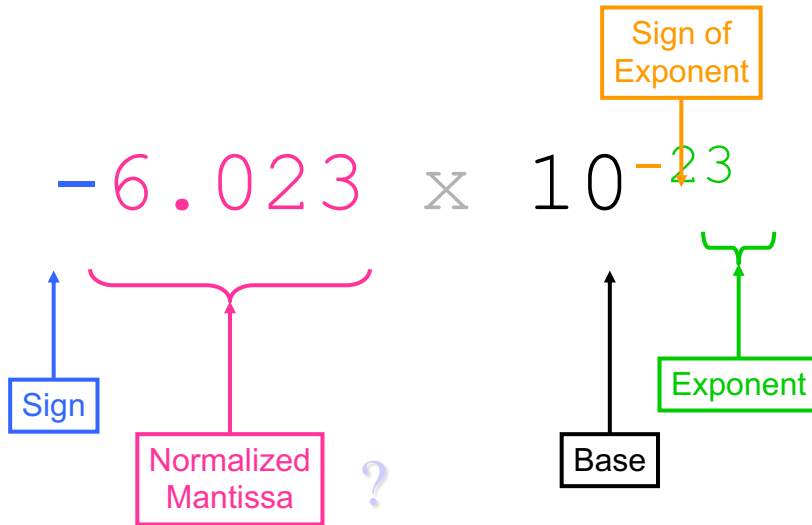 Sign of
Exponent
-6.023 x 10-23
Sign
Normalized
Mantissa
?
Base
Exponent